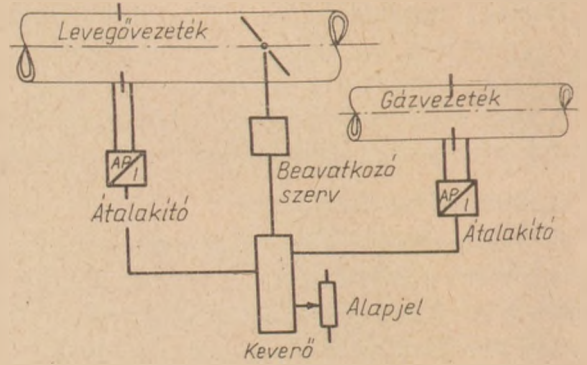 Levegővezeték
Gázvezeték
ΔP/I
Beavatkozó
szerv
ΔP/I
Átalakító
Átalakító
Alapjel
Keverő